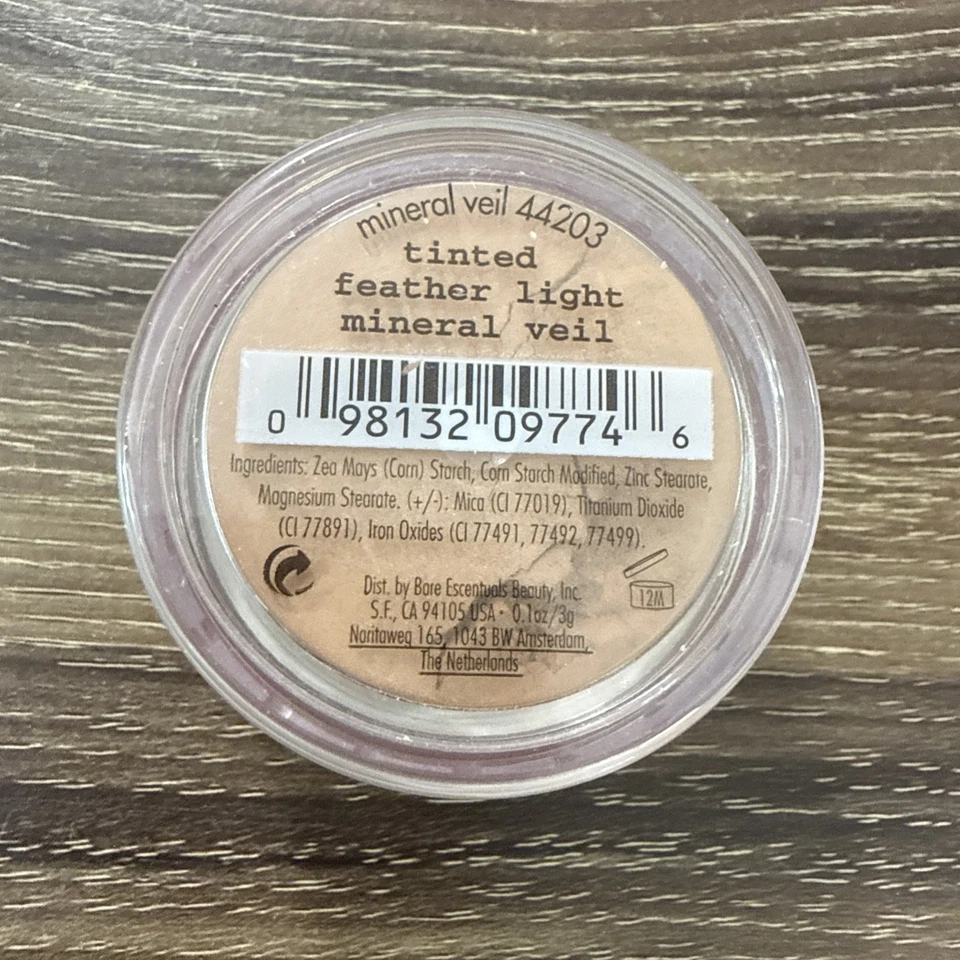 mineral veil 44203
tinted
feather light
mineral veil
0 98132 09774 6
Ingredients: Zea Mays (Corn) Starch, Corn Starch Modified, Zinc Stearate,
Magnesium Stearate. (+/-): Mica (CI 77019), Titanium Dioxide
(CI 77891), Iron Oxides (CI 77491, 77492, 77499).
12M
Dist. by Bare Escentuals Beauty, Inc.
S.F., CA 94105 USA • 0.1oz/3g
Noritaweg 165, 1043 BW Amsterdam,
The Netherlands